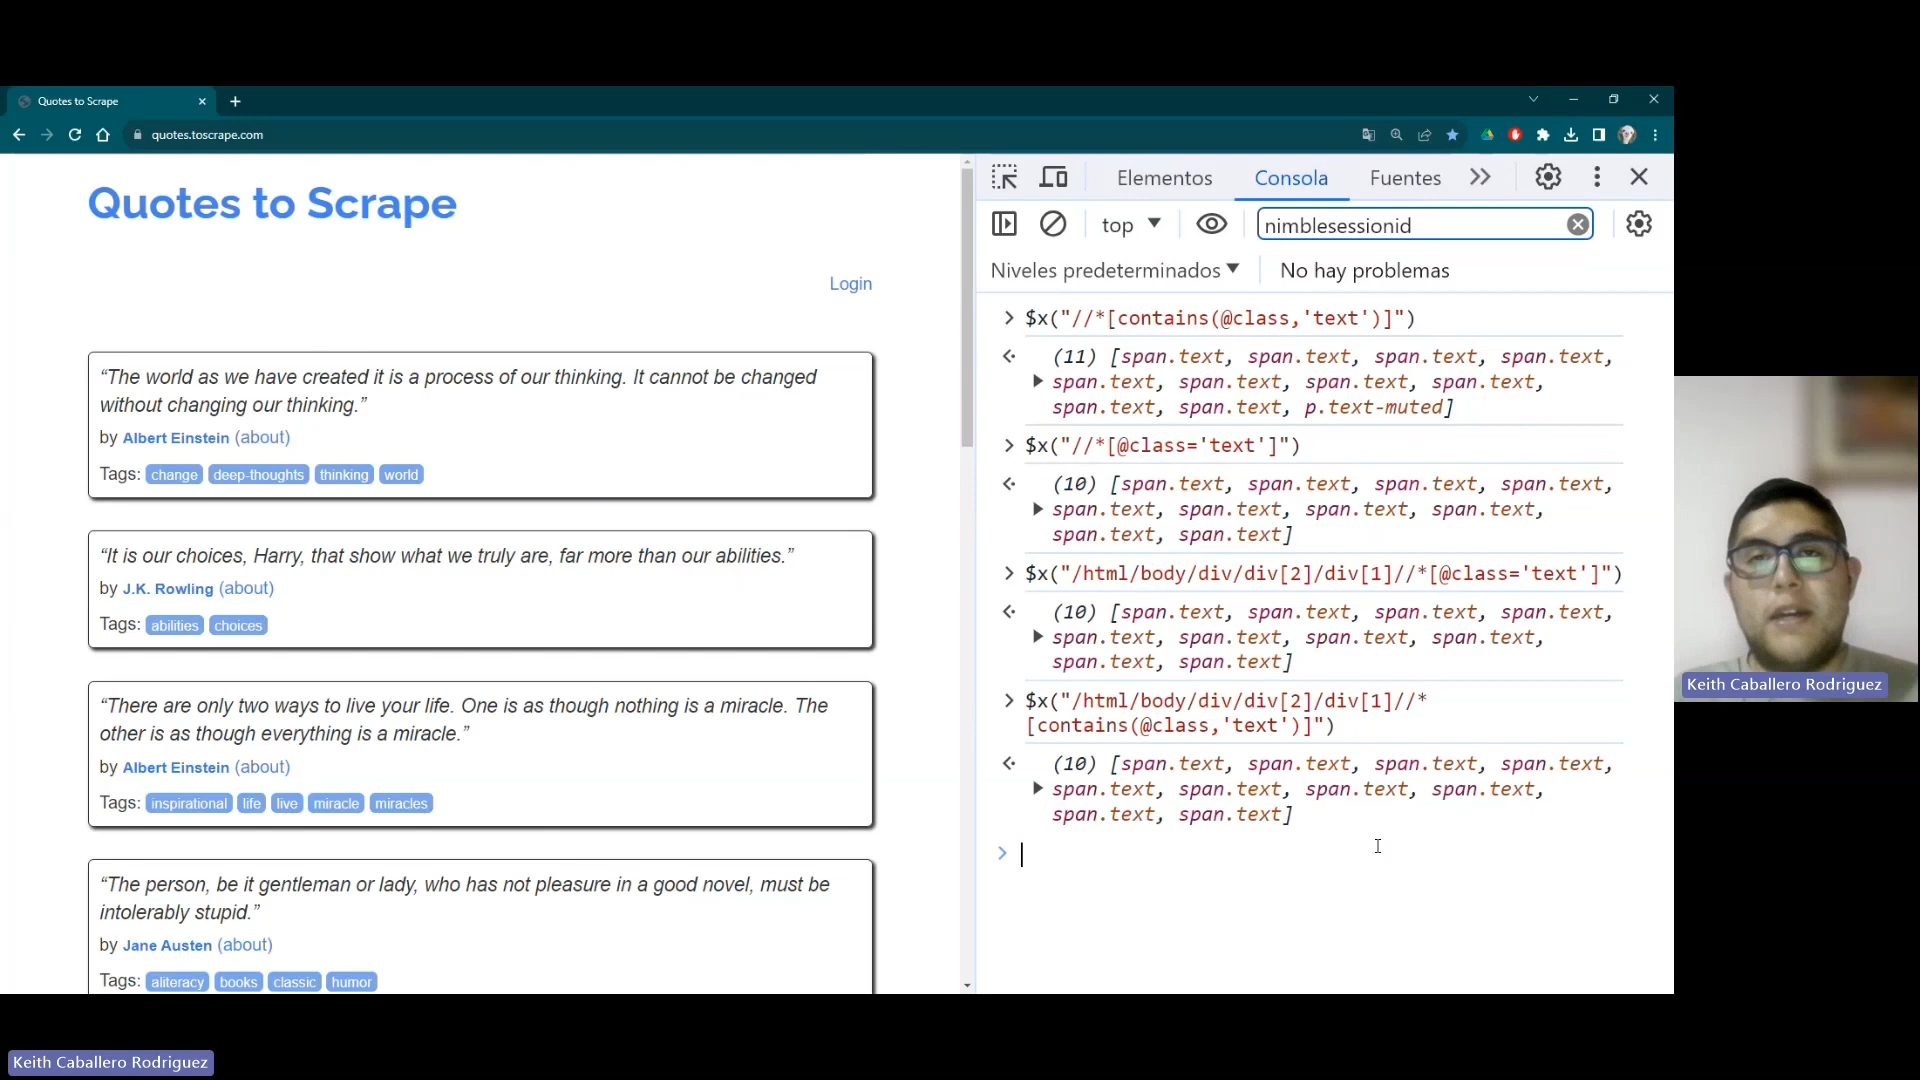 Quotes to Scrape
quotes.toscrape.com
Quotes to Scrape
Login
“The world as we have created it is a process of our thinking. It cannot be changed
without changing our thinking.”
by Albert Einstein (about)
Tags: change deep-thoughts thinking world
“It is our choices, Harry, that show what we truly are, far more than our abilities.”
by J.K. Rowling (about)
Tags: abilities choices
“There are only two ways to live your life. One is as though nothing is a miracle. The
other is as though everything is a miracle.”
by Albert Einstein (about)
Tags: inspirational life live miracle miracles
“The person, be it gentleman or lady, who has not pleasure in a good novel, must be
intolerably stupid.”
by Jane Austen (about)
Tags: aliteracy books classic humor
Elementos Consola Fuentes
top nimblesessionid
Niveles predeterminados No hay problemas
$x("//*[contains(@class,'text')]")
(11) [span.text, span.text, span.text, span.text,
span.text, span.text, span.text, span.text,
span.text, span.text, p.text-muted]
$x("//*[@class='text']")
(10) [span.text, span.text, span.text, span.text,
span.text, span.text, span.text, span.text,
span.text, span.text]
$x("/html/body/div/div[2]/div[1]//*[@class='text']")
(10) [span.text, span.text, span.text, span.text,
span.text, span.text, span.text, span.text,
span.text, span.text]
$x("/html/body/div/div[2]/div[1]//*
[contains(@class,'text')]")
(10) [span.text, span.text, span.text, span.text,
span.text, span.text, span.text, span.text,
span.text, span.text]
Keith Caballero Rodriguez
Keith Caballero Rodriguez